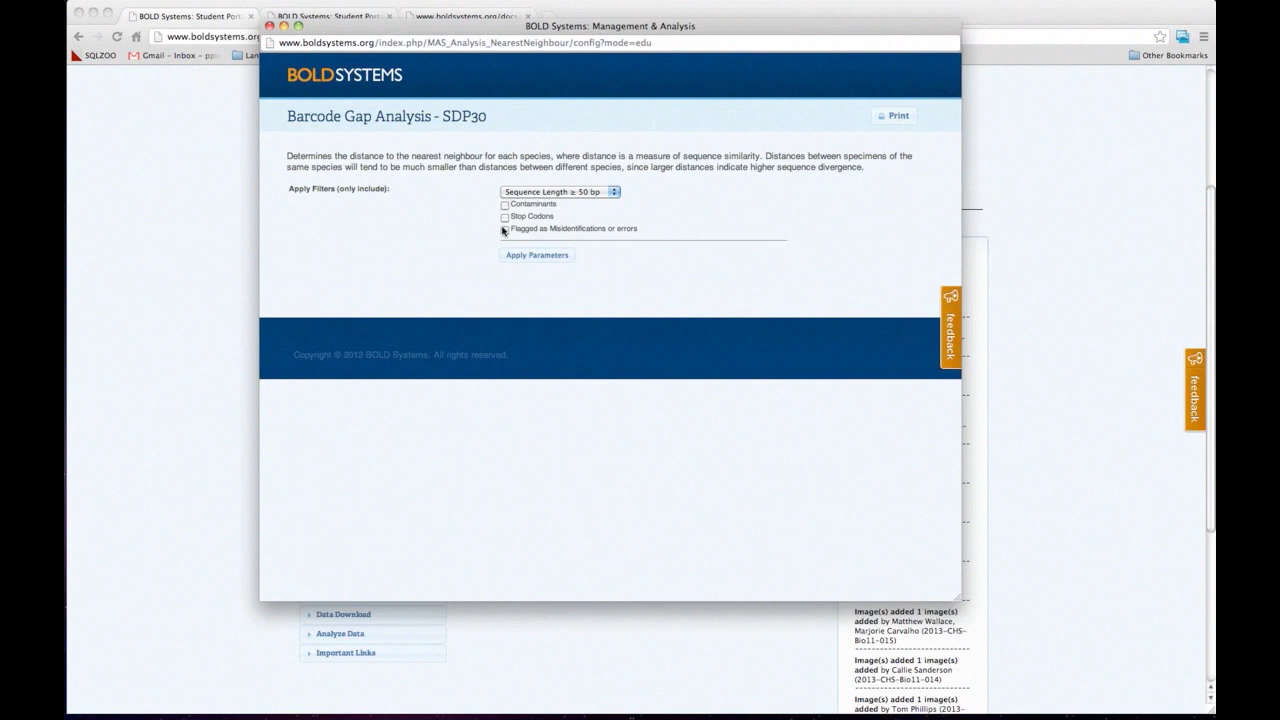 BOLD Systems: Student Por
BOLD Systems: Student Por
www.boldsystems.org/docs
BOLD Systems: Management & Analysis
www.boldsystems.org
www.boldsystems.org/index.php/MAS_Analysis_NearestNeighbour/config?mode=edu
SQLZOO
Gmail - Inbox - ppi
Lan
Other Bookmarks
BOLDSYSTEMS
Barcode Gap Analysis - SDP30
Print
Determines the distance to the nearest neighbour for each species, where distance is a measure of sequence similarity. Distances between specimens of the
same species will tend to be much smaller than distances between different species, since larger distances indicate higher sequence divergence.
Apply Filters (only include):
Sequence Length ≥ 50 bp
Contaminants
Stop Codons
Flagged as Misidentifications or errors
Apply Parameters
feedback
feedback
Copyright © 2012 BOLD Systems. All rights reserved.
Data Download
Analyze Data
Important Links
Image(s) added 1 image(s)
added by Matthew Wallace,
Marjorie Carvalho (2013-CHS-
Bio11-015)
Image(s) added 1 image(s)
added by Callie Sanderson
(2013-CHS-Bio11-014)
Image(s) added 1 image(s)
added by Tom Phillips (2013-